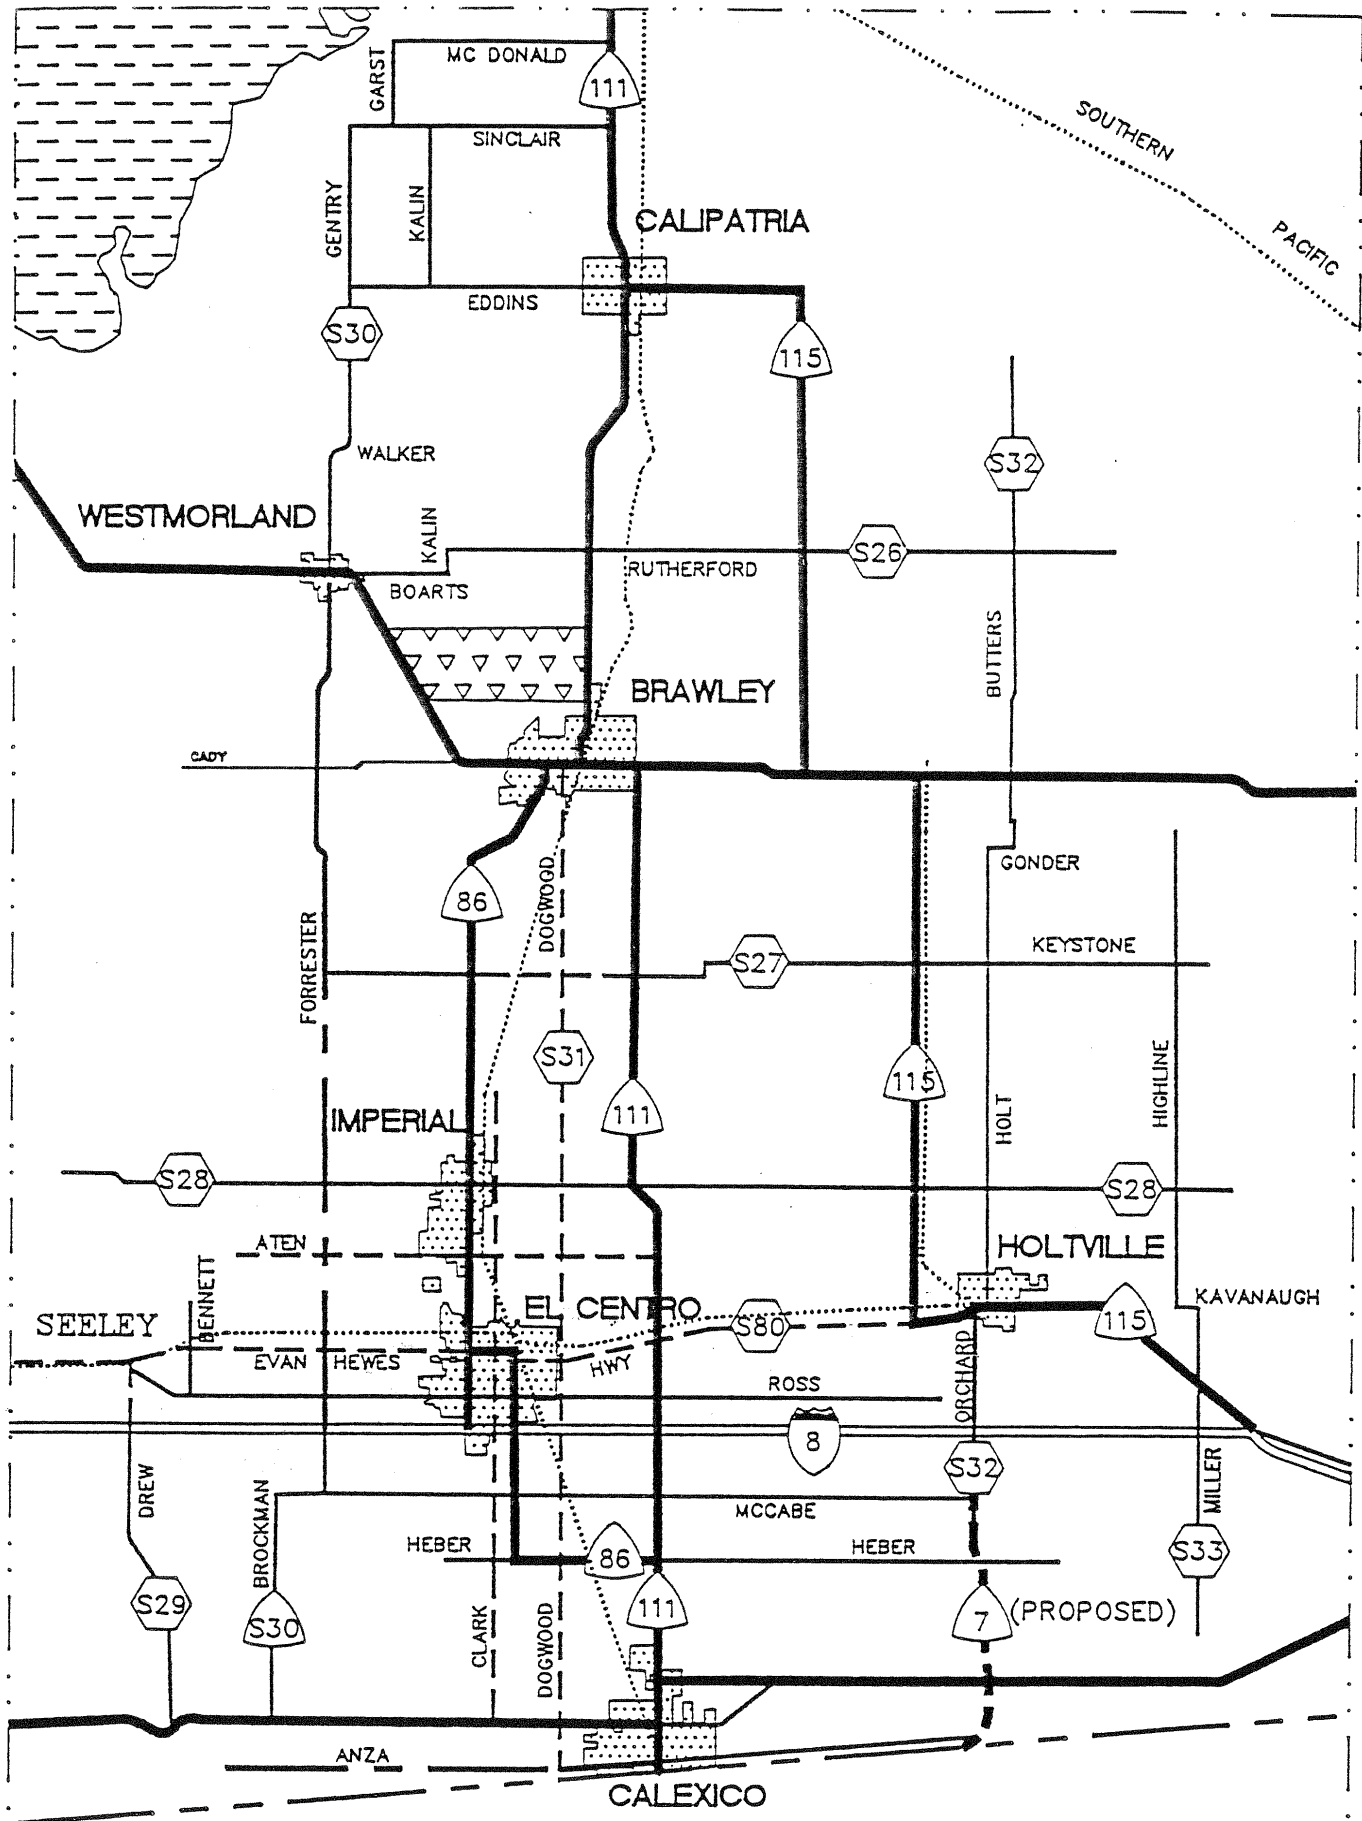 MC DONALD
GARST
111
SINCLAIR
SOUTHERN
PACIFIC
GENTRY
KALIN
CALIPATRIA
EDDINS
S30
115
WALKER
S32
WESTMORLAND
KALIN
S26
RUTHERFORD
BOARTS
BUTTERS
BRAWLEY
CADY
GONDER
86
DOGWOOD
FORRESTER
S27
KEYSTONE
S31
HIGHLINE
115
111
IMPERIAL
HOLT
S28
S28
ATEN
HOLTVILLE
BENNETT
KAVANAUGH
SEELEY
EL CENTRO
S80
115
EVAN HEWES
HWY
ROSS
ORCHARD
8
S32
DREW
BROCKMAN
MCCABE
MILLER
HEBER
86
HEBER
S33
S29
S30
CLARK
DOGWOOD
111
7
(PROPOSED)
ANZA
CALEXICO